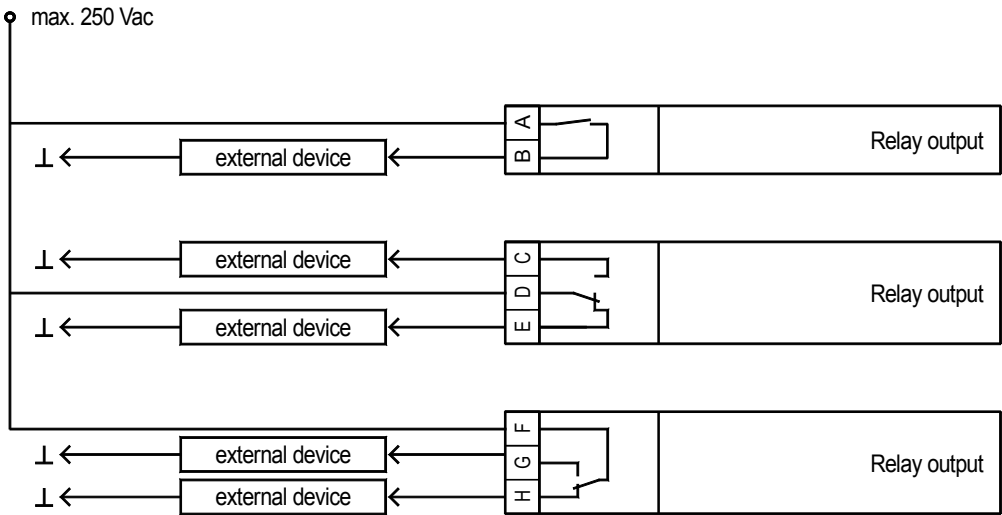 max. 250 Vac
A
Relay output
B
external device
external device
C
D
Relay output
E
external device
F
external device
G
Relay output
external device
H